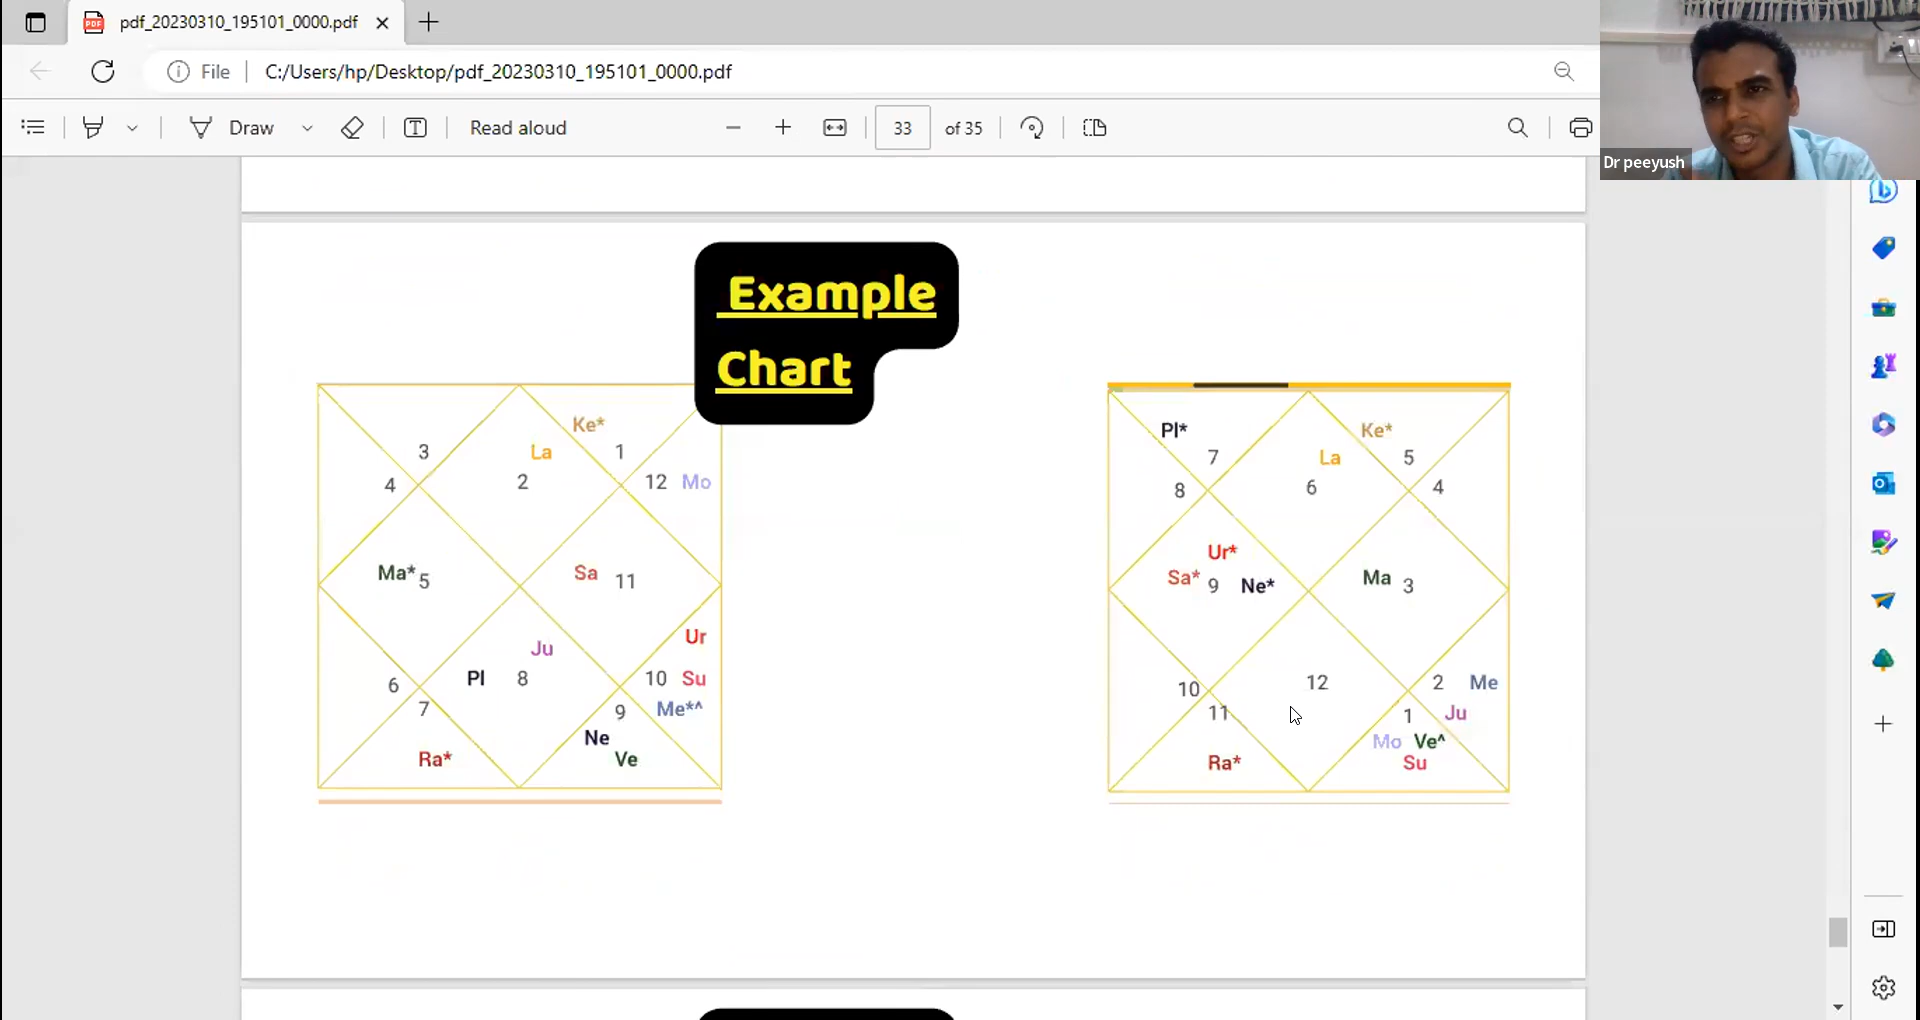 pdf_20230310_195101_0000.pdf
File C:/Users/hp/Desktop/pdf_20230310_195101_0000.pdf
Draw Read aloud 33 of 35
Dr peeyush
Example
Chart
Ke*
3 La 1
4 2 12 Mo
Ma* 5 Sa 11
Ur
Ju
6 Pl 8 10 Su
7 9 Me*^
Ne
Ra* Ve
Pl* Ke*
7 La 5
8 6 4
Ur*
Sa* 9 Ne* Ma 3
10 12 2 Me
11 1 Ju
Mo Ve^
Ra* Su